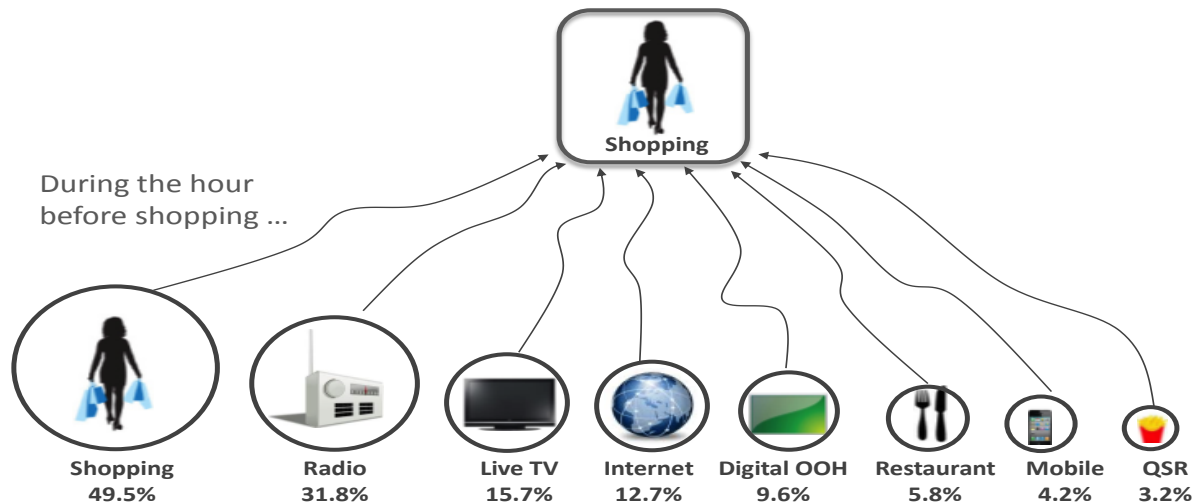 Shopping
During the hour
before shopping ...
Shopping Radio Live TV Internet Digital OOH Restaurant Mobile QSR
49.5% 31.8% 15.7% 12.7% 9.6% 5.8% 4.2% 3.2%